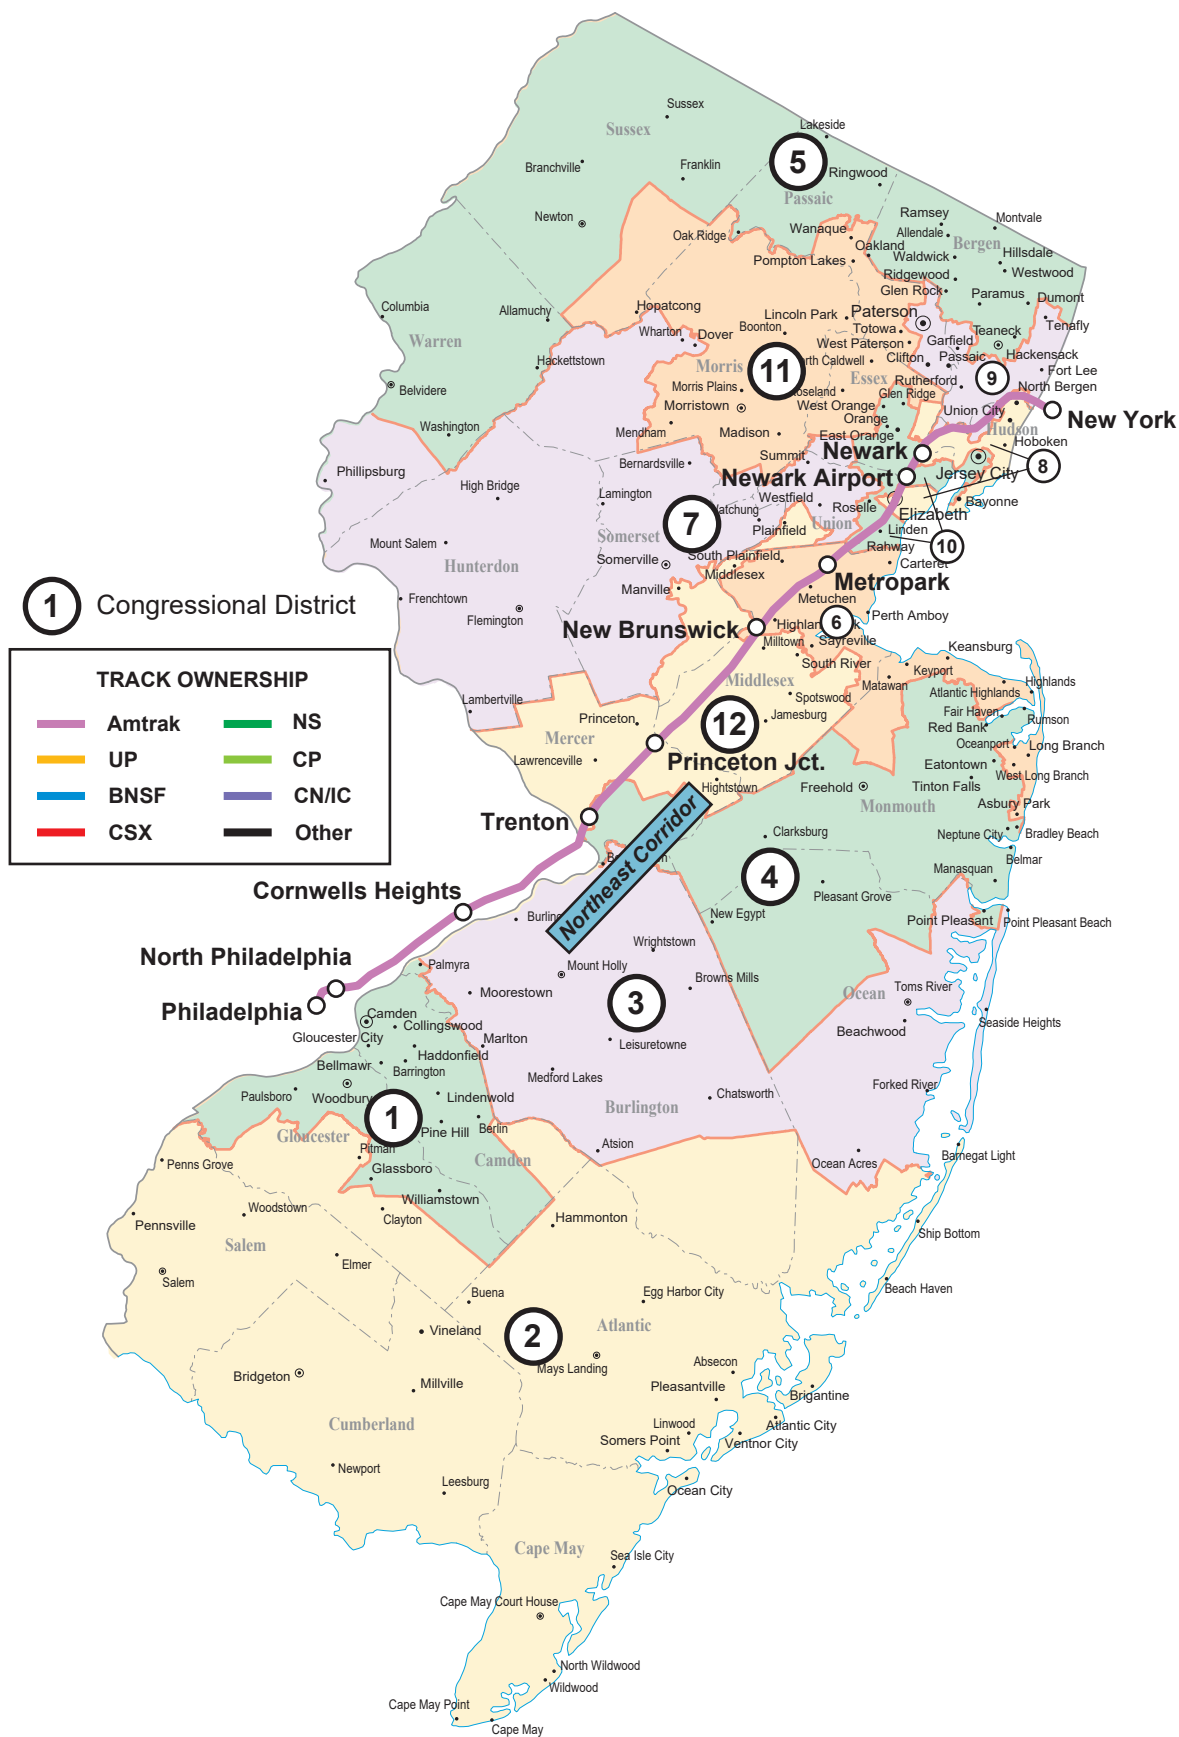 Sussex
Sussex
Lakeside
5
Branchville
Franklin
Ringwood
Passaic
Newton
Ramsey
Montvale
Oak Ridge
Wanaque
Allendale
Bergen
Oakland
Hillsdale
Waldwick
Pompton Lakes
Westwood
Ridgewood
Glen Rock
Paramus
Dumont
Columbia
Allamuchy
Hopatcong
Lincoln Park
Paterson
Boonton
Totowa
Teaneck
Tenafly
Wharton
Dover
Warren
West Paterson
Garfield
Hackettstown
Morris
11
Clifton
Passaic
Hackensack
Fort Lee
Essex
9
Belvidere
Morris Plains
Rutherford
North Bergen
Glen Ridge
Morristown
West Orange
Union City
New York
Orange
Washington
Mendham
Madison
East Orange
Hudson
Hoboken
Newark
Summit
Bernardsville
8
Phillipsburg
Newark Airport
Jersey City
High Bridge
Lamington
Westfield
Roselle
Bayonne
7
Elizabeth
Union
Plainfield
Linden
Somerset
Mount Salem
10
Rahway
South Plainfield
Somerville
Hunterdon
Carteret
Middlesex
Metropark
Manville
Metuchen
1
Congressional District
Frenchtown
Flemington
Perth Amboy
New Brunswick
6
Milltown
Sayreville
Keansburg
South River
TRACK OWNERSHIP
Keyport
Middlesex
Matawan
Highlands
Atlantic Highlands
Lambertville
Spotswood
Fair Haven
Amtrak
NS
Princeton
12
Jamesburg
Rumson
Red Bank
Mercer
Oceanport
Long Branch
UP
CP
Lawrenceville
Princeton Jct.
Eatontown
West Long Branch
Hightstown
Freehold
Tinton Falls
BNSF
CN/IC
Monmouth
Asbury Park
Trenton
CSX
Other
Northeast Corridor
Clarksburg
Neptune City
Bradley Beach
Belmar
Manasquan
4
Cornwells Heights
Pleasant Grove
New Egypt
Point Pleasant
Point Pleasant Beach
Wrightstown
North Philadelphia
Palmyra
Mount Holly
Browns Mills
Moorestown
Ocean
Toms River
3
Philadelphia
Camden
Collingswood
Beachwood
Seaside Heights
Gloucester City
Marlton
Leisuretowne
Haddonfield
Bellmawr
Barrington
Medford Lakes
Forked River
Paulsboro
Woodbury
Lindenwold
Chatsworth
1
Burlington
Gloucester
Pine Hill
Berlin
Atsion
Pitman
Camden
Barnegat Light
Penns Grove
Ocean Acres
Glassboro
Williamstown
Woodstown
Clayton
Hammonton
Pennsville
Ship Bottom
Salem
Elmer
Salem
Beach Haven
Buena
Egg Harbor City
Vineland
2
Atlantic
Absecon
Mays Landing
Bridgeton
Millville
Pleasantville
Brigantine
Cumberland
Linwood
Atlantic City
Somers Point
Ventnor City
Newport
Leesburg
Ocean City
Cape May
Sea Isle City
Cape May Court House
North Wildwood
Wildwood
Cape May Point
Cape May